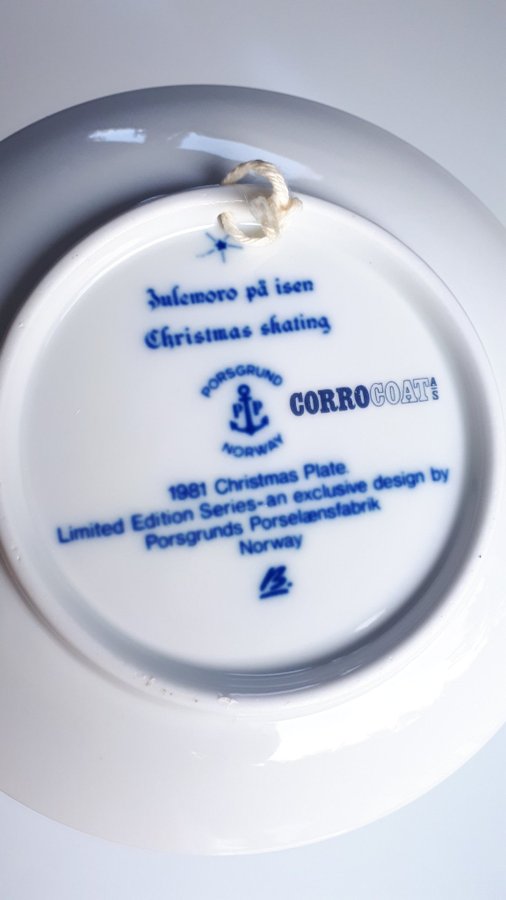 Julemoro på isen
Christmas skating
PORSGRUND
PP
NORWAY
CORROCOAT A/S
1981 Christmas Plate.
Limited Edition Series-an exclusive design by
Porsgrunds Porselænsfabrik
Norway
B.